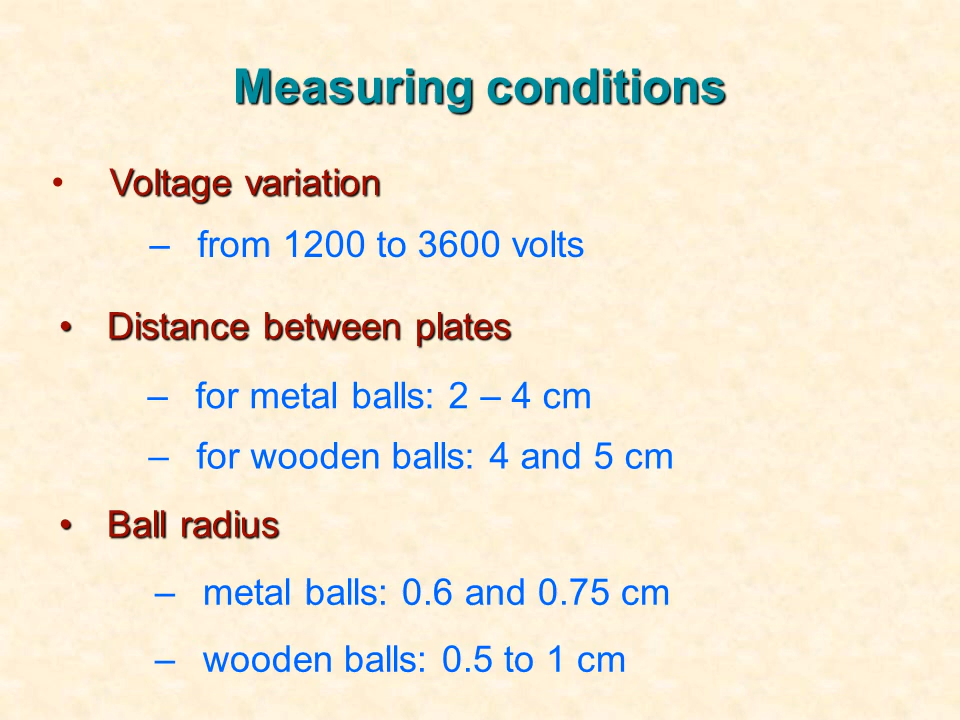 Measuring conditions
• Voltage variation
– from 1200 to 3600 volts
• Distance between plates
– for metal balls: 2 – 4 cm
– for wooden balls: 4 and 5 cm
• Ball radius
– metal balls: 0.6 and 0.75 cm
– wooden balls: 0.5 to 1 cm